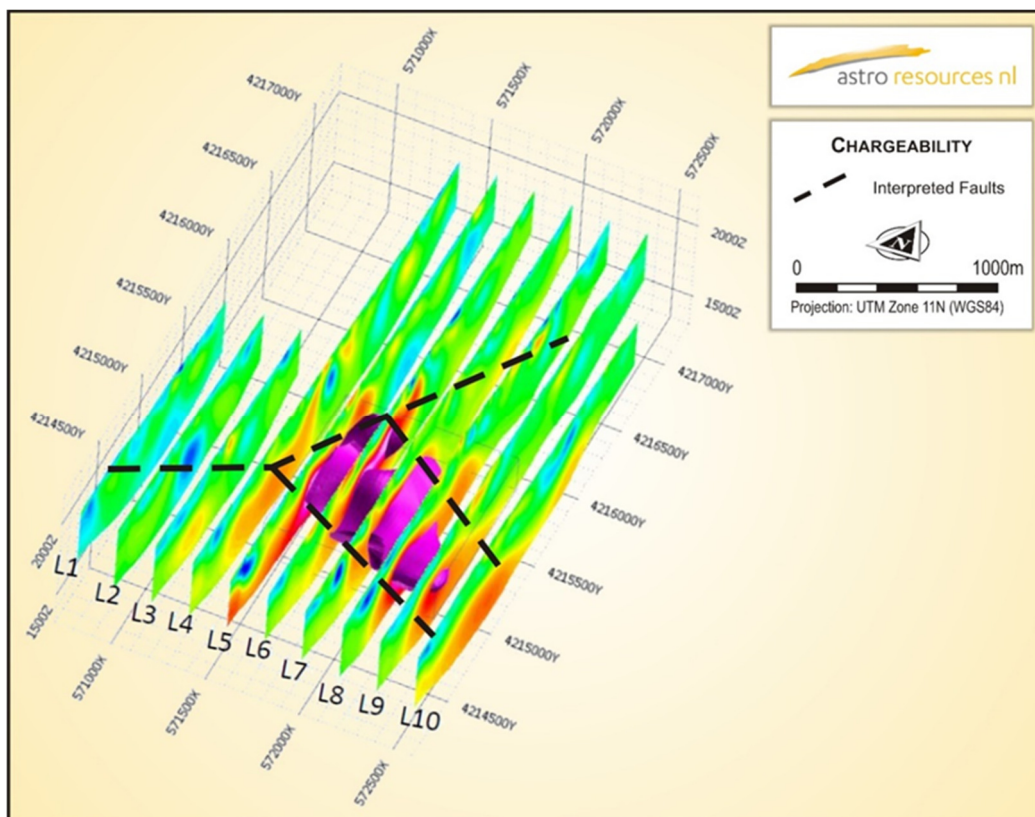 571000X
571500X
572000X
572500X
4217000Y
4216500Y
4216000Y
4215500Y
4215000Y
4214500Y
2000Z
1500Z
2000Z
1500Z
4217000Y
4216500Y
4216000Y
4215500Y
4215000Y
4214500Y
L1
L2
L3
L4
L5
L6
L7
L8
L9
L10
571000X
571500X
572000X
572500X
astro resources nl
CHARGEABILITY
Interpreted Faults
N
0 1000m
Projection: UTM Zone 11N (WGS84)